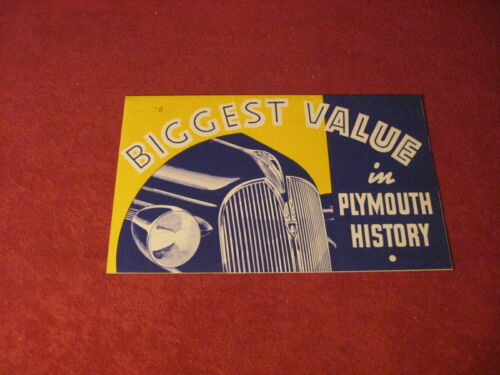 BIGGEST VALUE
in
PLYMOUTH
HISTORY